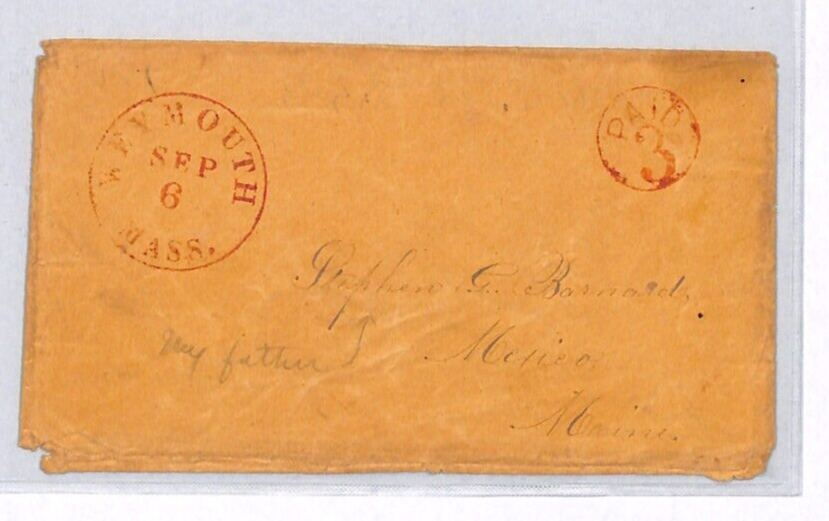 WEYMOUTH
SEP
6
MASS.
PAID
3
Stephen G. Barnard,
My father
Mexico,
Maine.